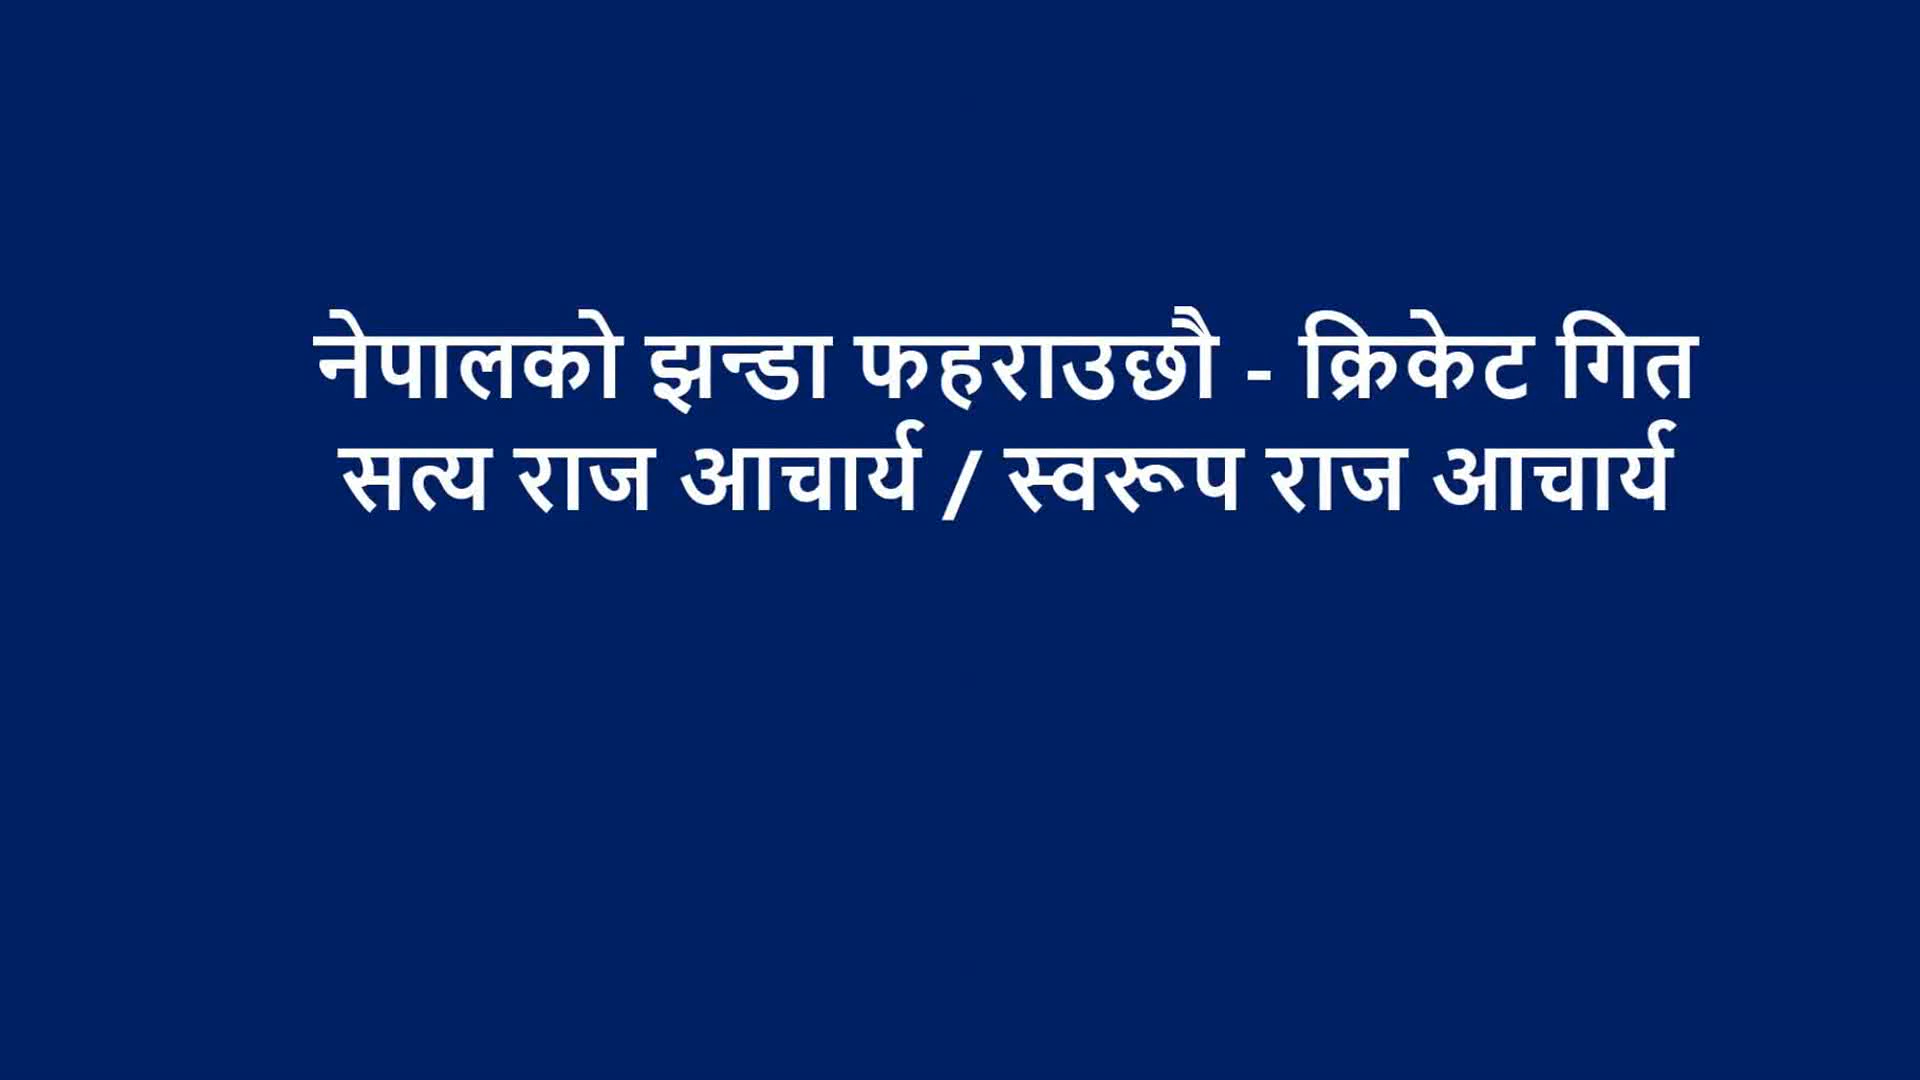 नेपालको झन्डा फहराउछौ - क्रिकेट गित
सत्य राज आचार्य / स्वरूप राज आचार्य